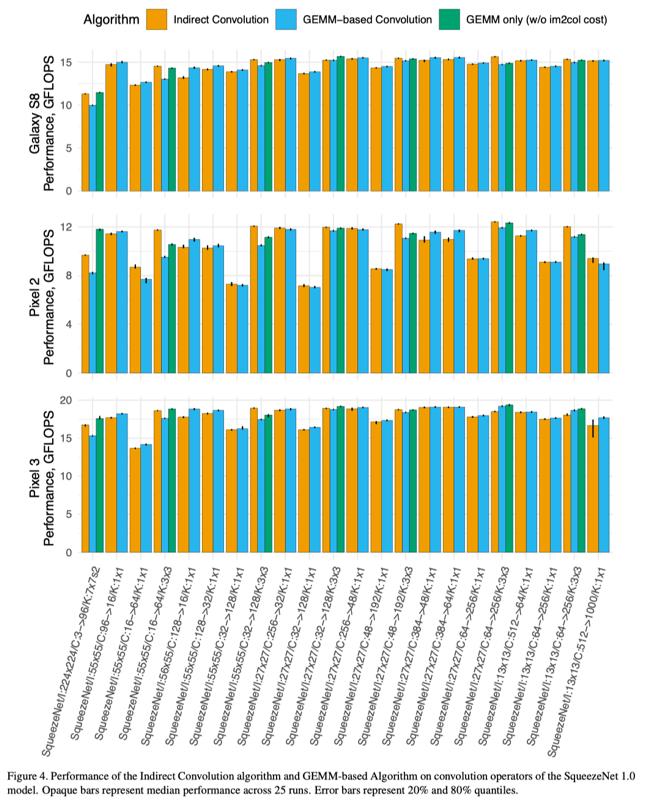 Algorithm Indirect Convolution GEMM−based Convolution GEMM only (w/o im2col cost)
Galaxy S8
Performance, GFLOPS
15
10
5
0
Pixel 2
Performance, GFLOPS
12
8
4
0
Pixel 3
Performance, GFLOPS
20
15
10
5
0
SqueezeNet/I:224x224/C:3−−>96/K:7x7s2
SqueezeNet/I:55x55/C:96−−>16/K:1x1
SqueezeNet/I:55x55/C:16−−>64/K:1x1
SqueezeNet/I:55x55/C:16−−>64/K:3x3
SqueezeNet/I:56x55/C:128−−>16/K:1x1
SqueezeNet/I:55x55/C:128−−>32/K:1x1
SqueezeNet/I:55x55/C:32−−>128/K:1x1
SqueezeNet/I:55x55/C:32−−>128/K:3x3
SqueezeNet/I:27x27/C:256−−>32/K:1x1
SqueezeNet/I:27x27/C:32−−>128/K:1x1
SqueezeNet/I:27x27/C:32−−>128/K:3x3
SqueezeNet/I:27x27/C:256−−>48/K:1x1
SqueezeNet/I:27x27/C:48−−>192/K:1x1
SqueezeNet/I:27x27/C:48−−>192/K:3x3
SqueezeNet/I:27x27/C:384−−>48/K:1x1
SqueezeNet/I:27x27/C:384−−>64/K:1x1
SqueezeNet/I:27x27/C:64−−>256/K:1x1
SqueezeNet/I:27x27/C:64−−>256/K:3x3
SqueezeNet/I:13x13/C:512−−>64/K:1x1
SqueezeNet/I:13x13/C:64−−>256/K:1x1
SqueezeNet/I:13x13/C:64−−>256/K:3x3
SqueezeNet/I:13x13/C:512−−>1000/K:1x1
Figure 4. Performance of the Indirect Convolution algorithm and GEMM-based Algorithm on convolution operators of the SqueezeNet 1.0
model. Opaque bars represent median performance across 25 runs. Error bars represent 20% and 80% quantiles.